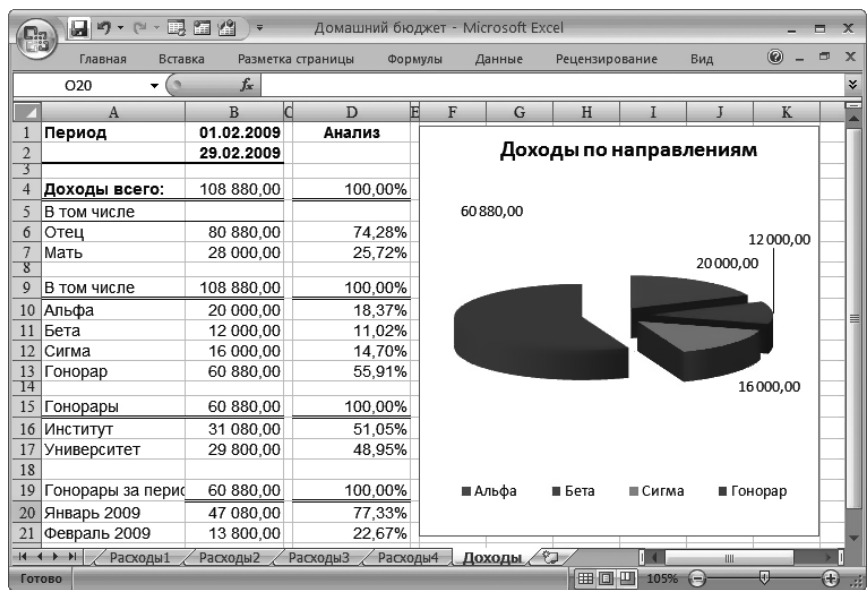 Домашний бюджет - Microsoft Excel
Главная Вставка Разметка страницы Формулы Данные Рецензирование Вид
O20 fx
A B C D E F G H I J K
1 Период 01.02.2009 Анализ
2 29.02.2009
3
4 Доходы всего: 108 880,00 100,00%
5 В том числе
6 Отец 80 880,00 74,28%
7 Мать 28 000,00 25,72%
8
9 В том числе 108 880,00 100,00%
10 Альфа 20 000,00 18,37%
11 Бета 12 000,00 11,02%
12 Сигма 16 000,00 14,70%
13 Гонорар 60 880,00 55,91%
14
15 Гонорары 60 880,00 100,00%
16 Институт 31 080,00 51,05%
17 Университет 29 800,00 48,95%
18
19 Гонорары за перио 60 880,00 100,00%
20 Январь 2009 47 080,00 77,33%
21 Февраль 2009 13 800,00 22,67%
Доходы по направлениям
60 880,00
12 000,00
20 000,00
16 000,00
Альфа Бета Сигма Гонорар
Расходы1 Расходы2 Расходы3 Расходы4 Доходы
Готово 105%